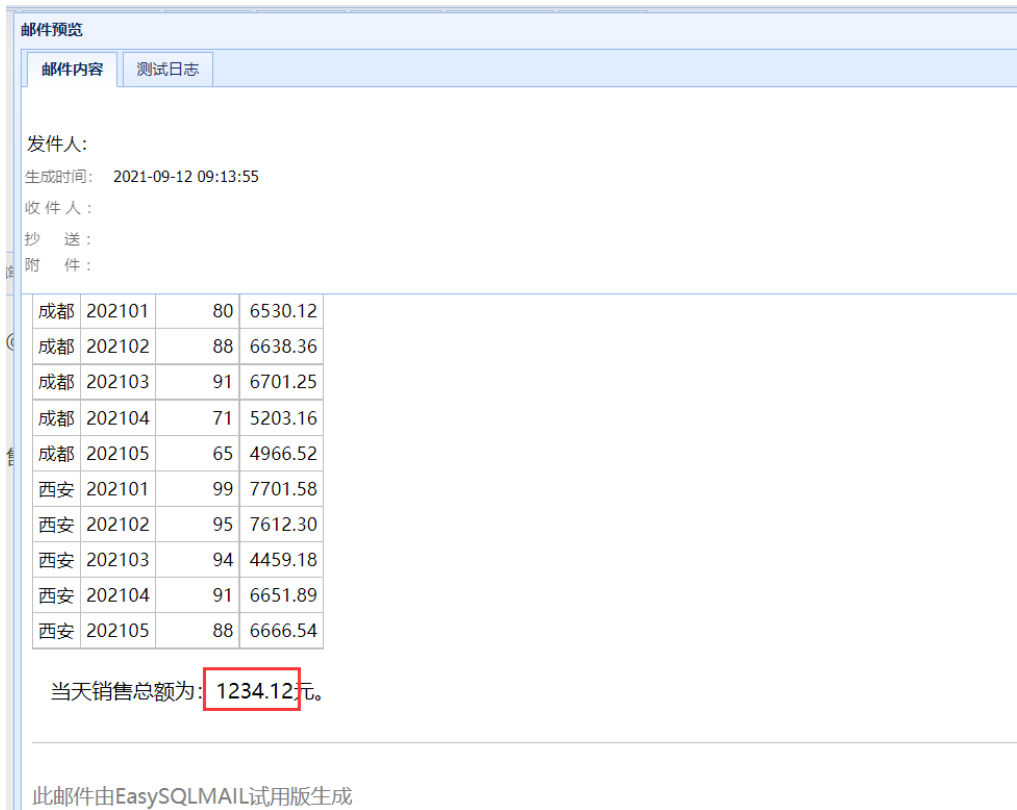 邮件预览
邮件内容 测试日志
发件人:
生成时间: 2021-09-12 09:13:55
收 件 人 :
抄 送 :
附 件 :
成都 202101 80 6530.12
成都 202102 88 6638.36
成都 202103 91 6701.25
成都 202104 71 5203.16
成都 202105 65 4966.52
西安 202101 99 7701.58
西安 202102 95 7612.30
西安 202103 94 4459.18
西安 202104 91 6651.89
西安 202105 88 6666.54
当天销售总额为: 1234.12元。
此邮件由EasySQLMAIL试用版生成